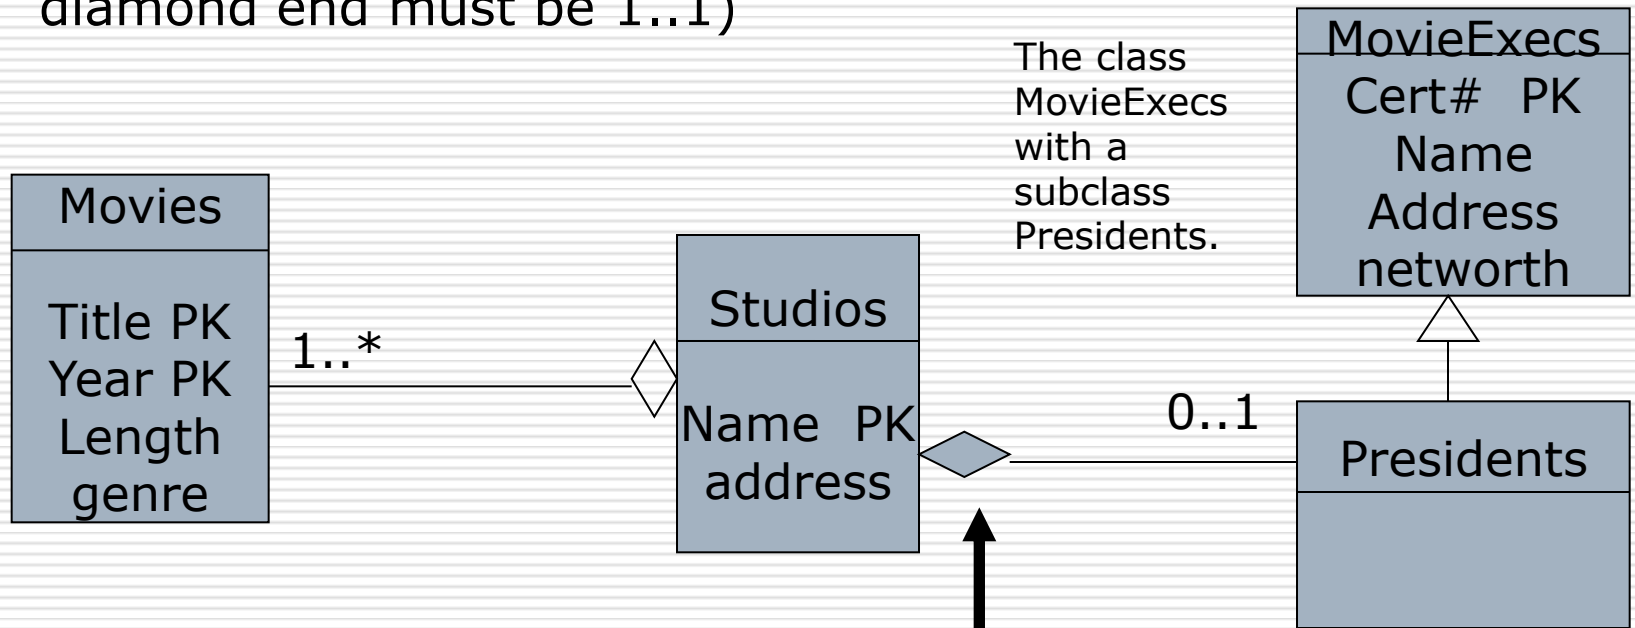 diamond end must be 1..1)
The class
MovieExecs
with a
subclass
Presidents.
MovieExecs
Cert# PK
Name
Address
networth
Movies
Title PK
Year PK
Length
genre
1..*
Studios
Name PK
address
0..1
Presidents